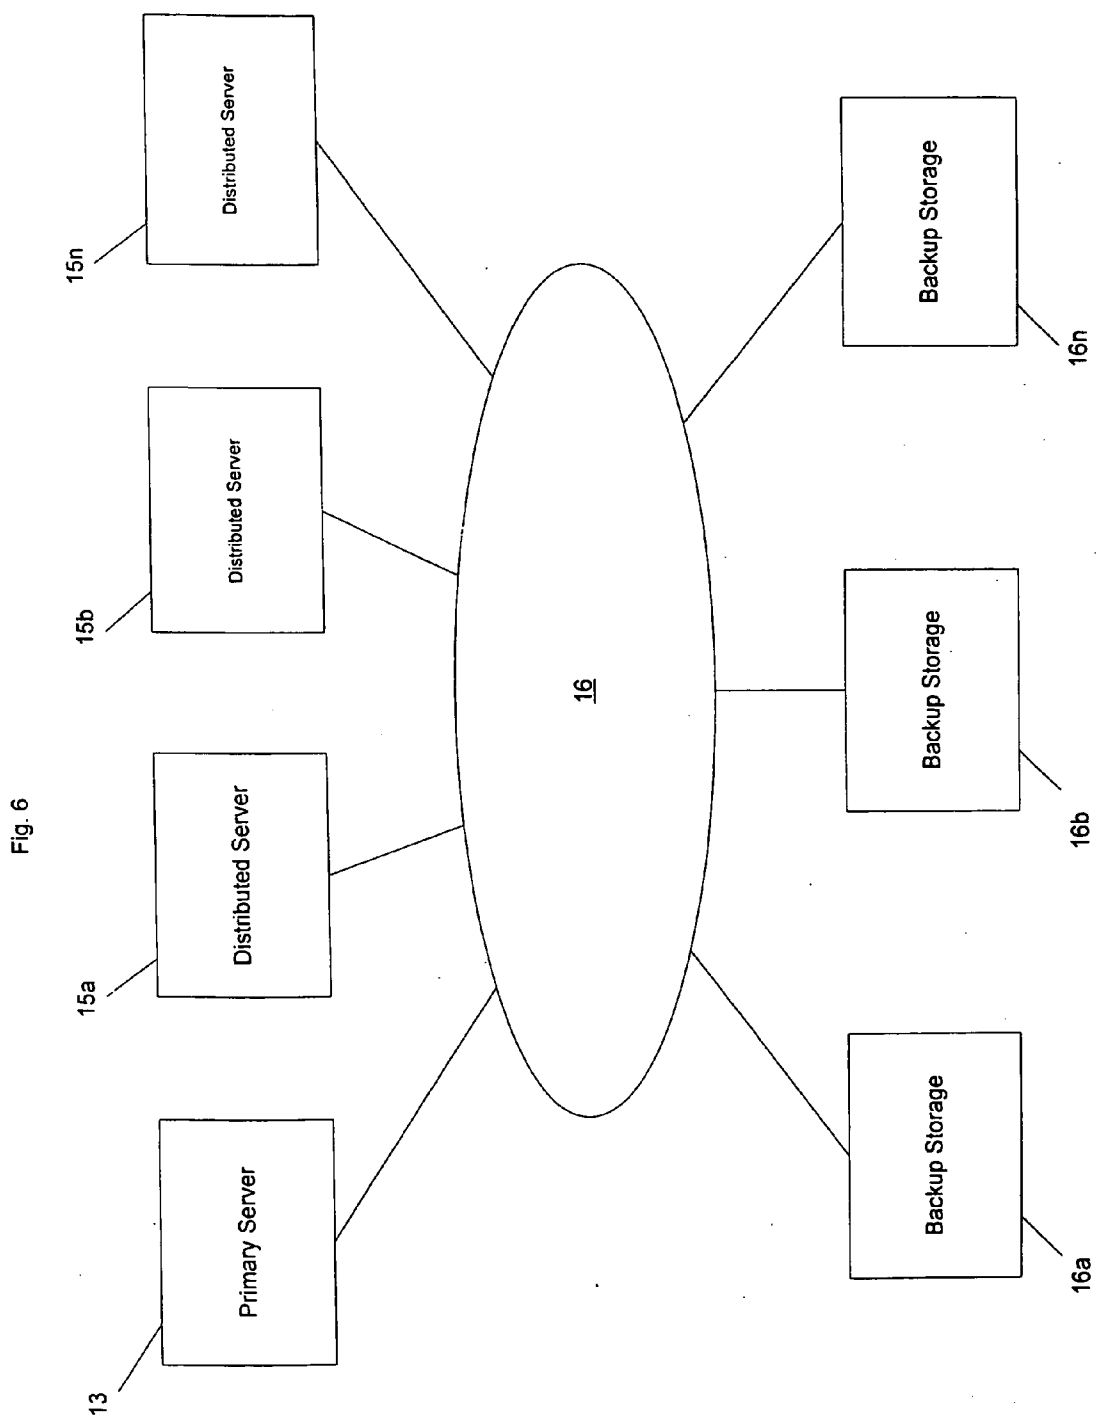 Fig. 6
13
15a
15b
15n
Primary Server
Distributed Server
Distributed Server
Distributed Server
16
Backup Storage
Backup Storage
Backup Storage
16a
16b
16n